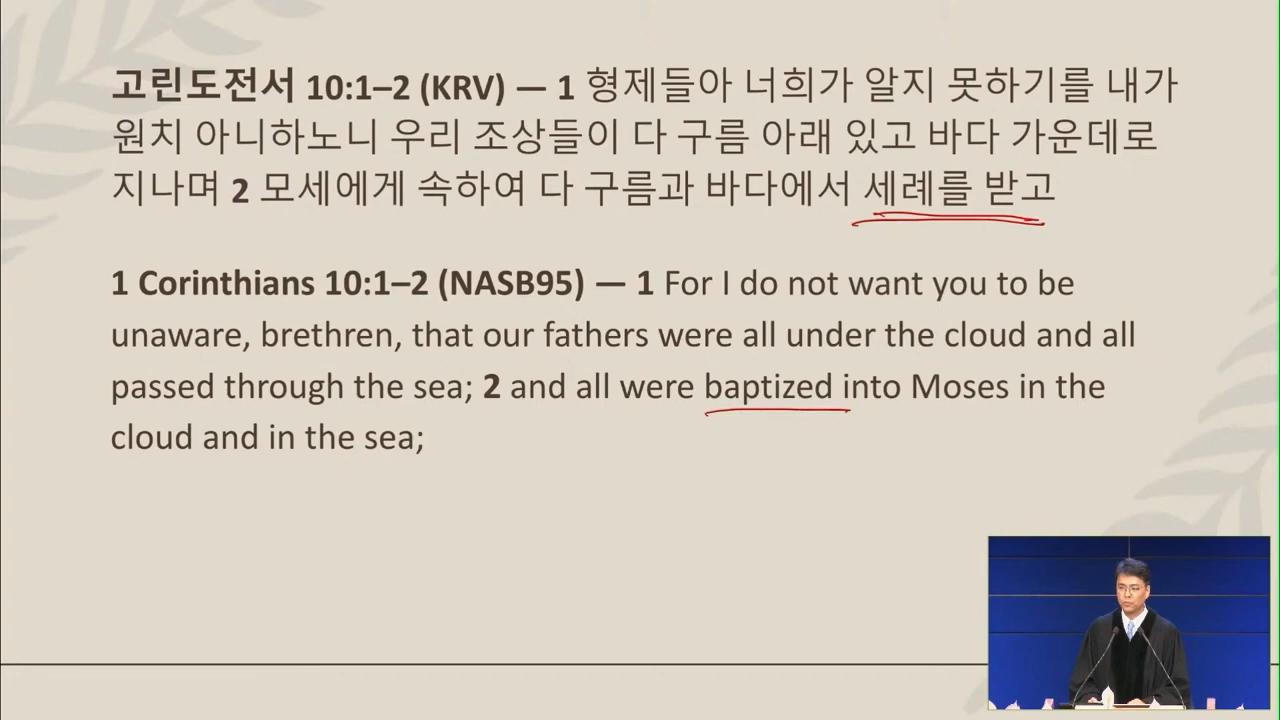 고린도전서 10:1–2 (KRV) — 1 형제들아 너희가 알지 못하기를 내가
원치 아니하노니 우리 조상들이 다 구름 아래 있고 바다 가운데로
지나며 2 모세에게 속하여 다 구름과 바다에서 세례를 받고
1 Corinthians 10:1–2 (NASB95) — 1 For I do not want you to be
unaware, brethren, that our fathers were all under the cloud and all
passed through the sea; 2 and all were baptized into Moses in the
cloud and in the sea;